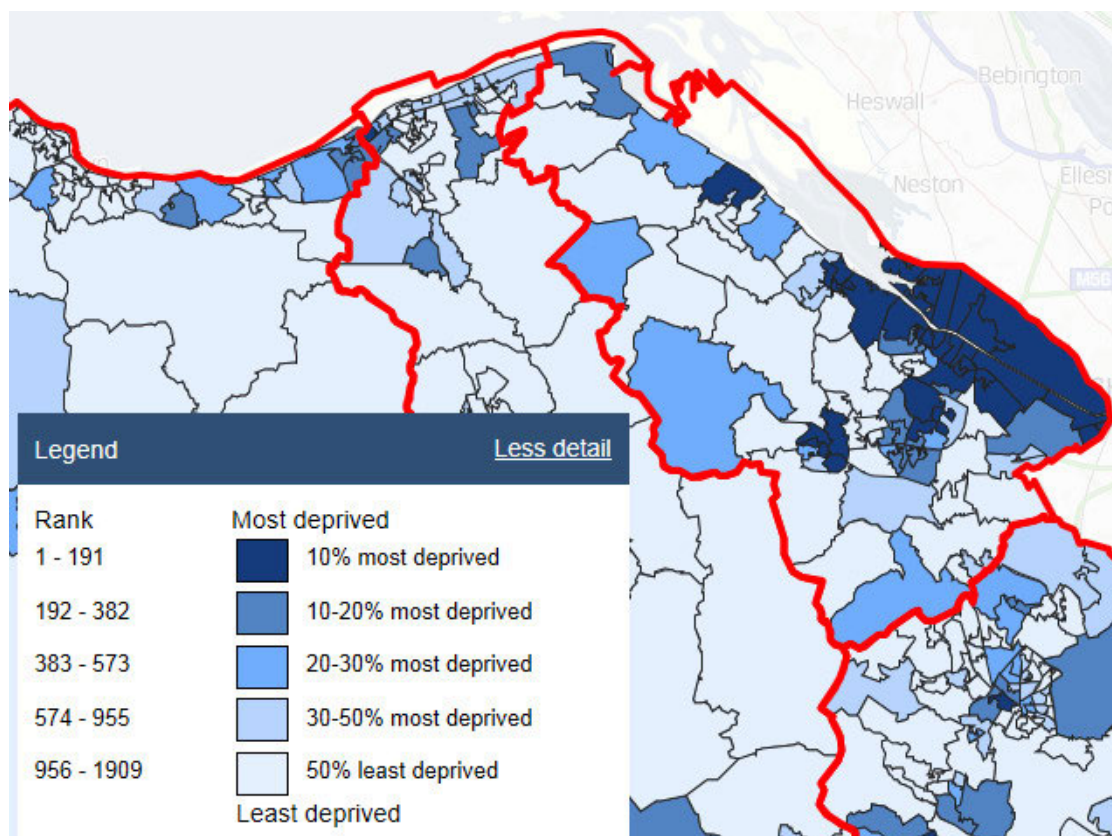 Bebington
Heswall
Neston
M56
Legend
Less detail
Rank
Most deprived
1 - 191
10% most deprived
192 - 382
10-20% most deprived
383 - 573
20-30% most deprived
574 - 955
30-50% most deprived
956 - 1909
50% least deprived
Least deprived